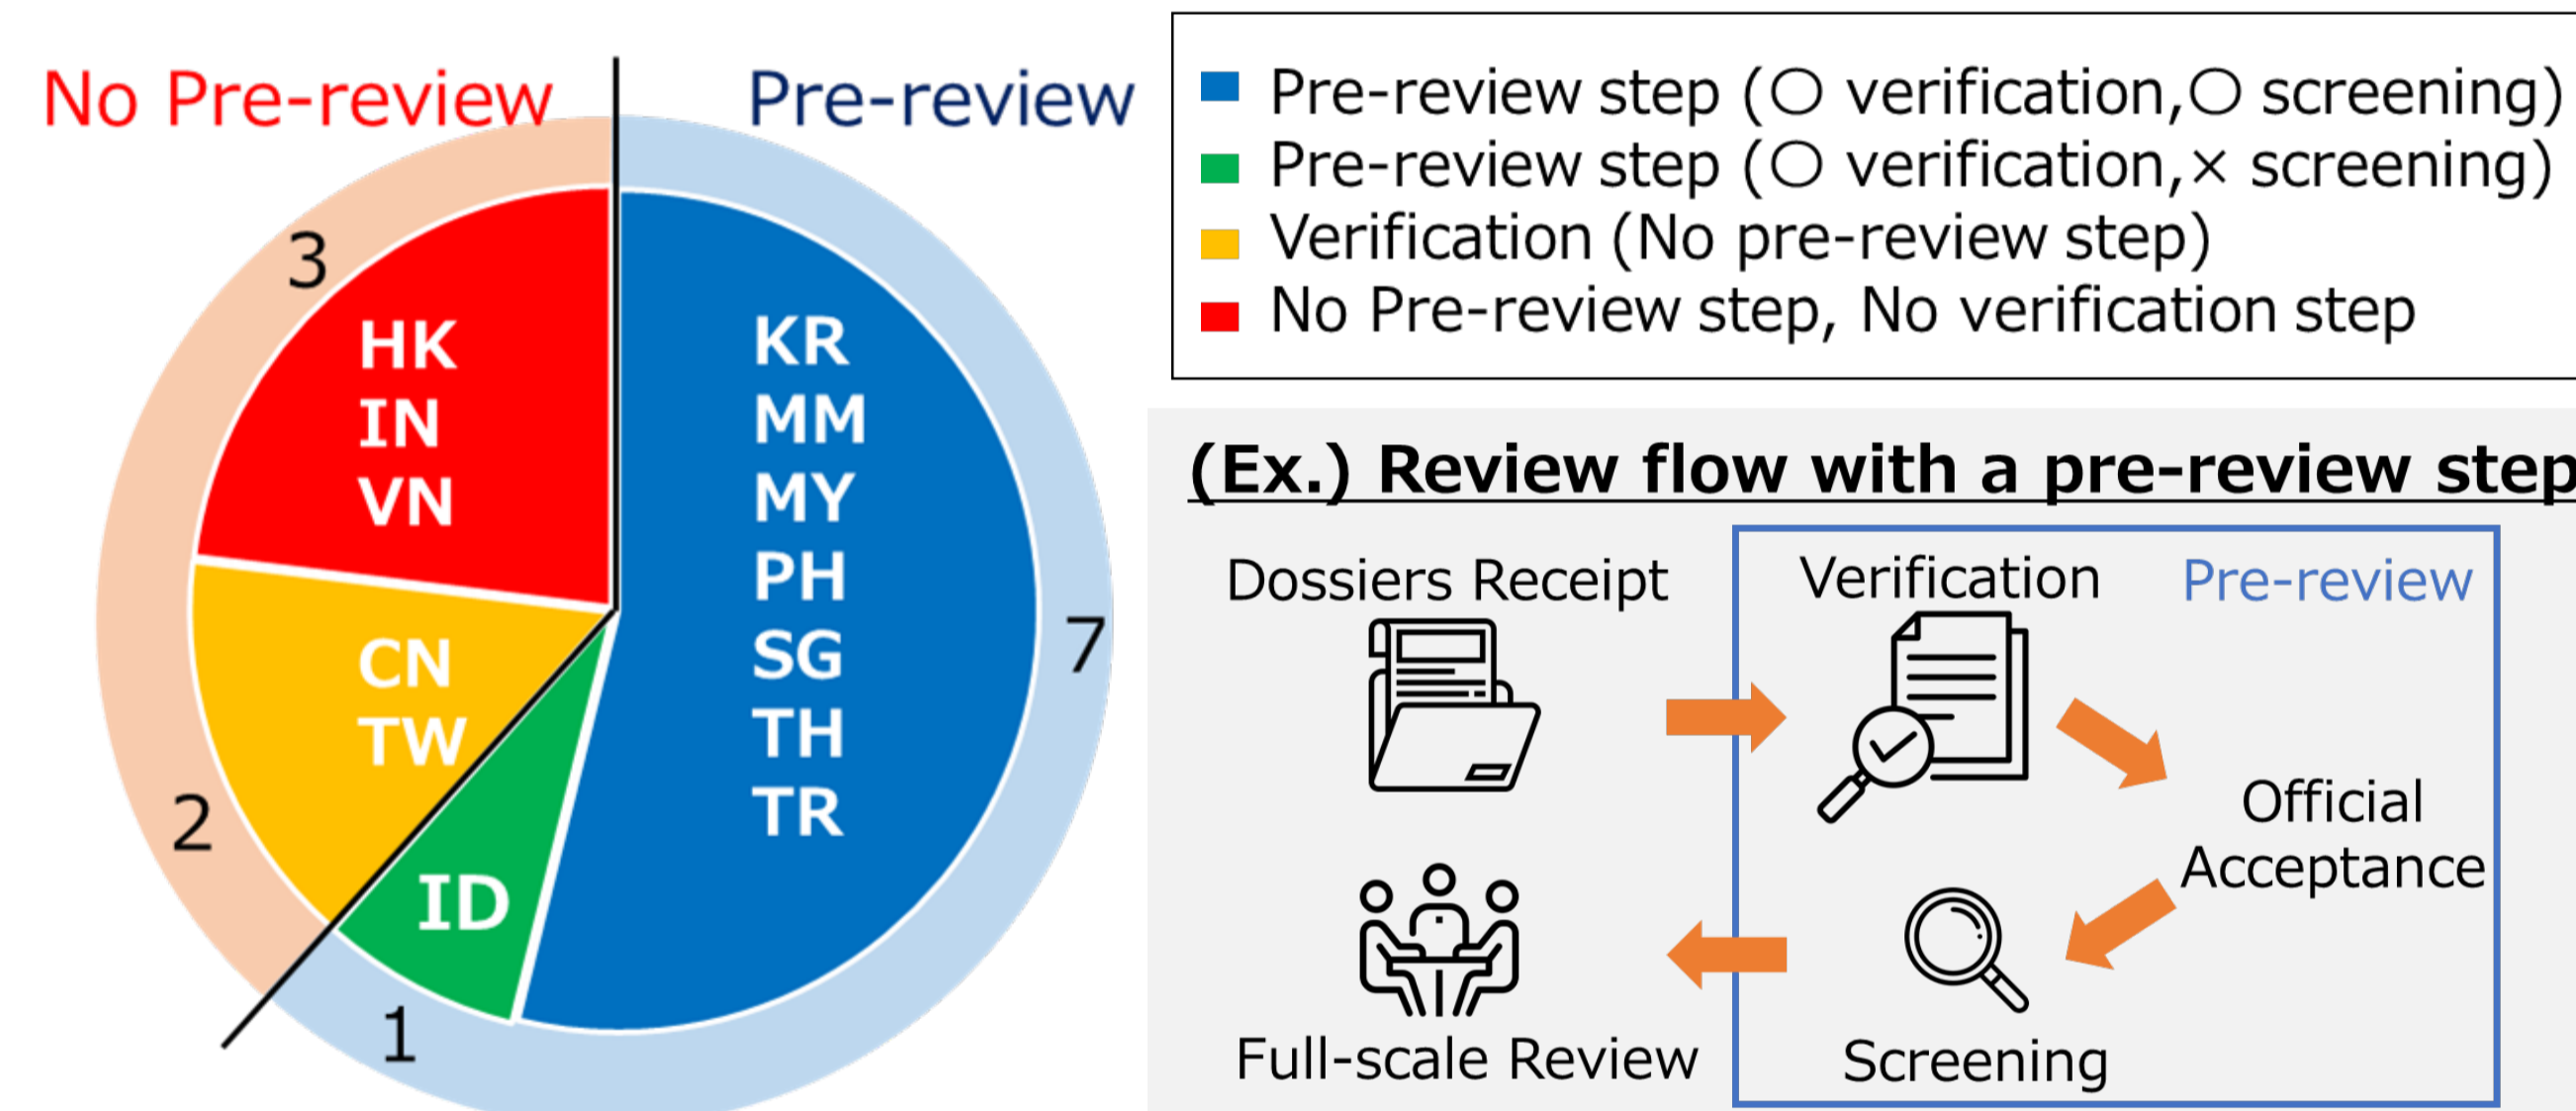 No Pre-review
Pre-review
3
HK
IN
VN
CN
TW
2
ID
1
KR
MM
MY
PH
SG
TH
TR
7
Pre-review step (○ verification,○ screening)
Pre-review step (○ verification,× screening)
Verification (No pre-review step)
No Pre-review step, No verification step
(Ex.) Review flow with a pre-review step
Dossiers Receipt
Verification
Pre-review
Official
Acceptance
Full-scale Review
Screening